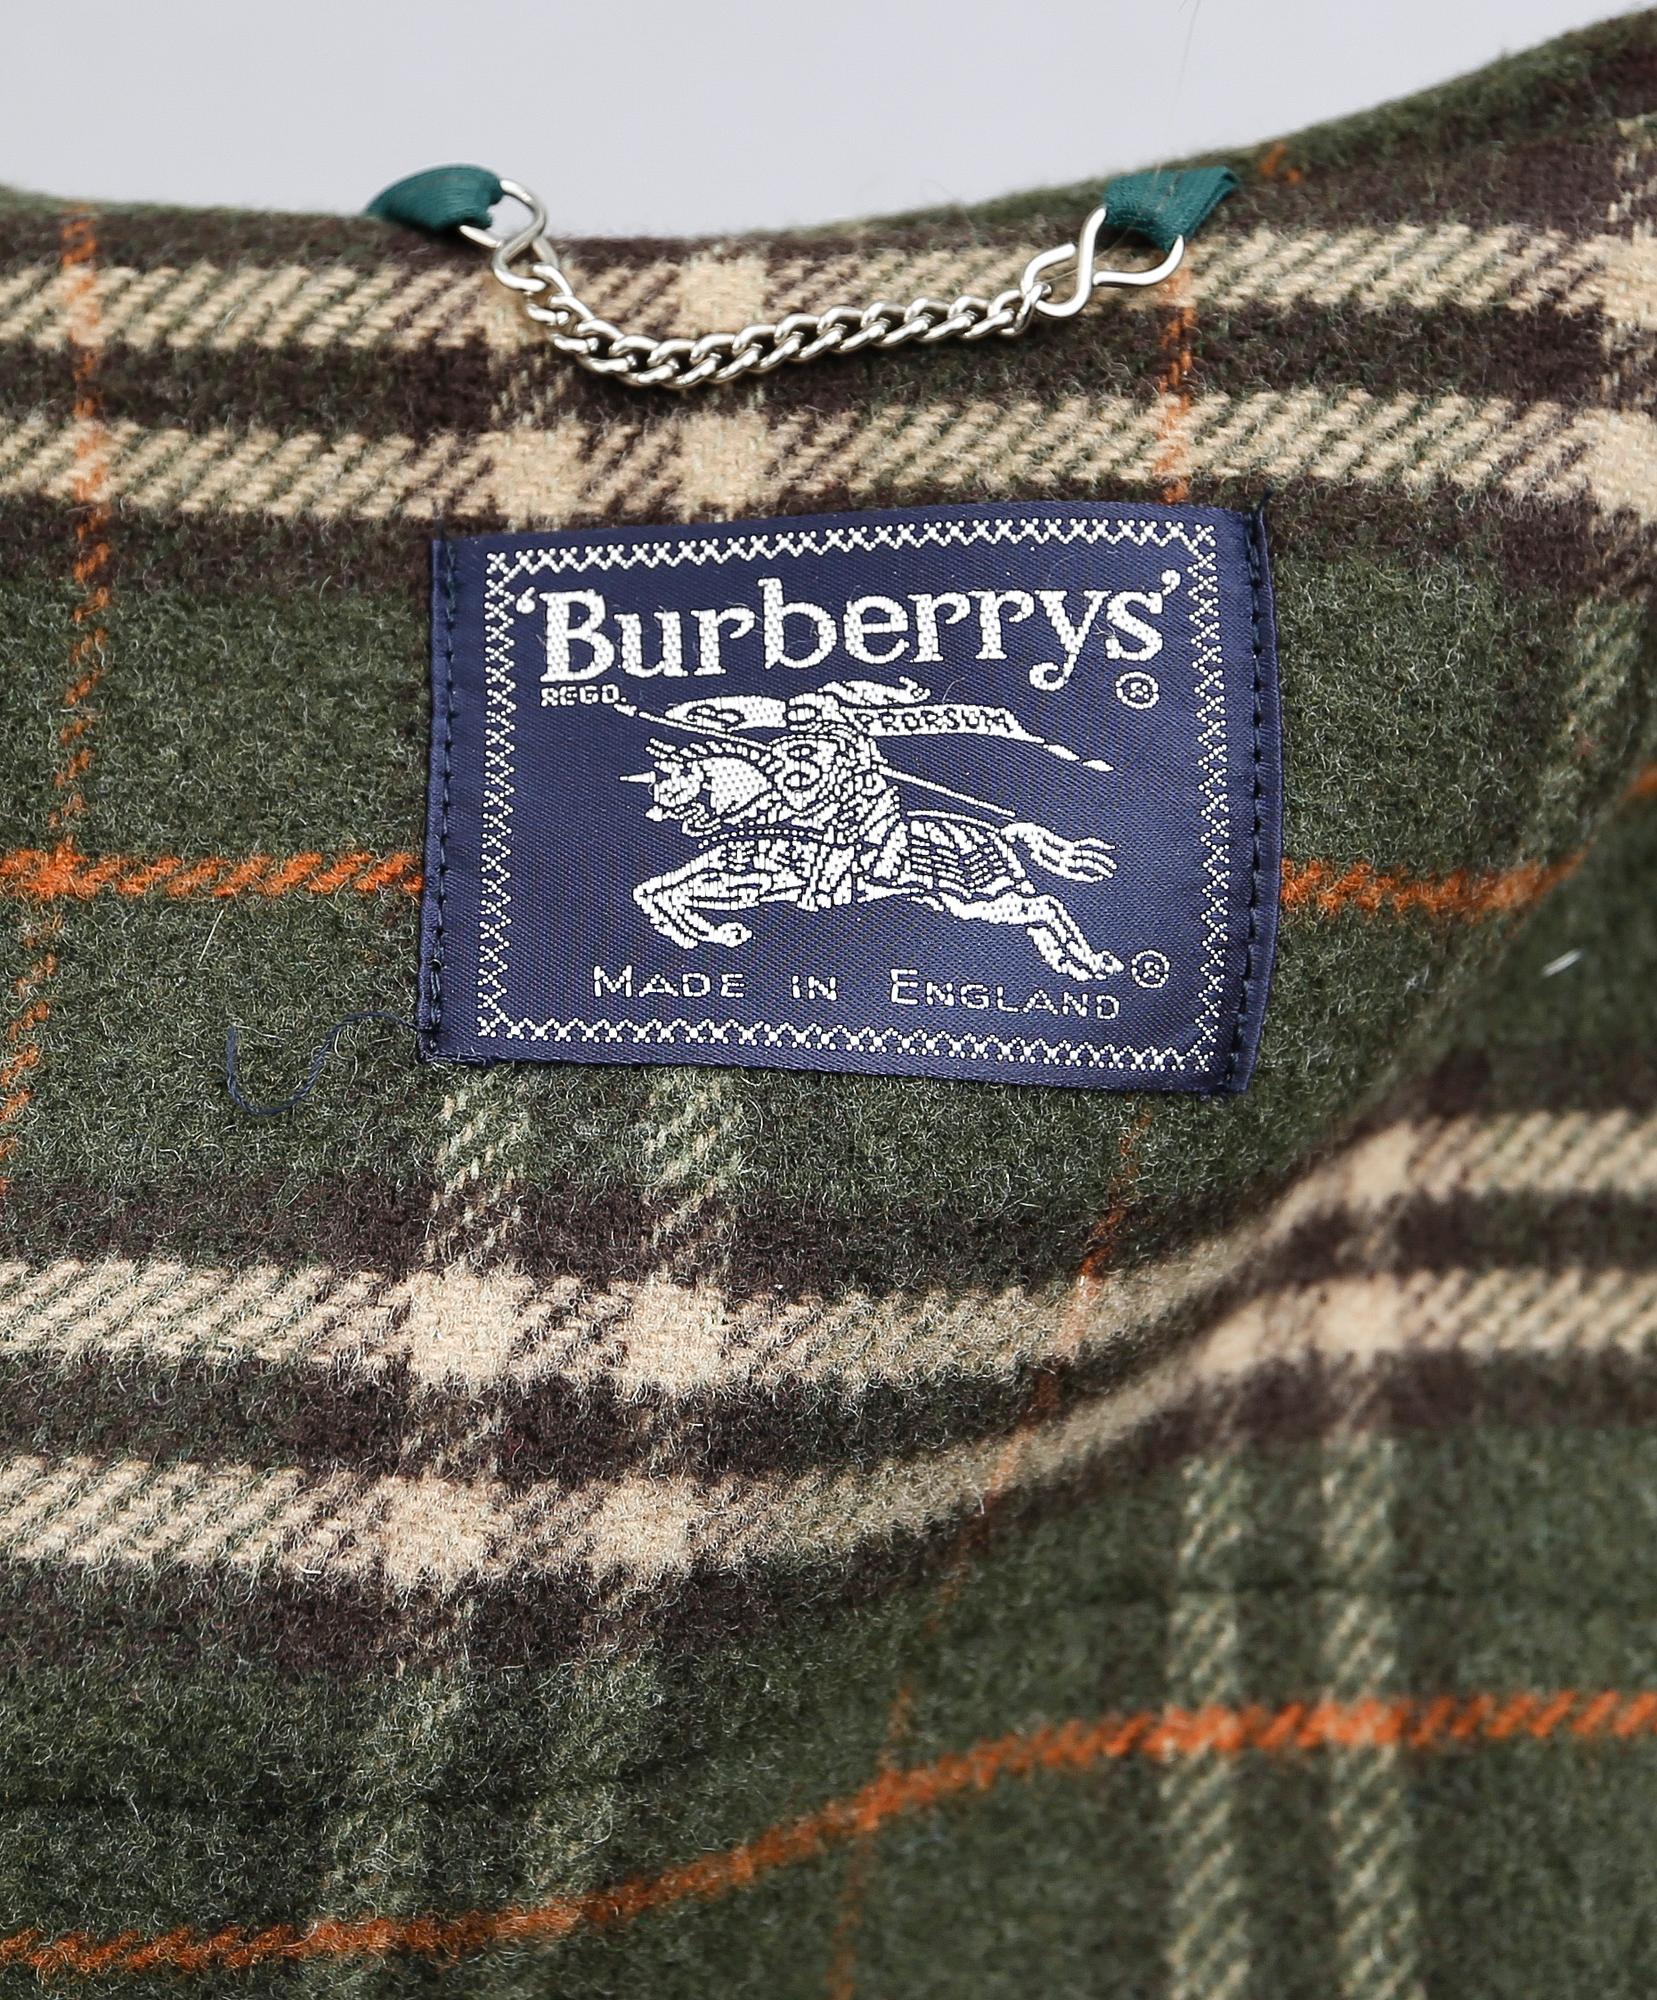 ‘Burberrys’
REGD. ®
PRORSUM
MADE IN ENGLAND ®